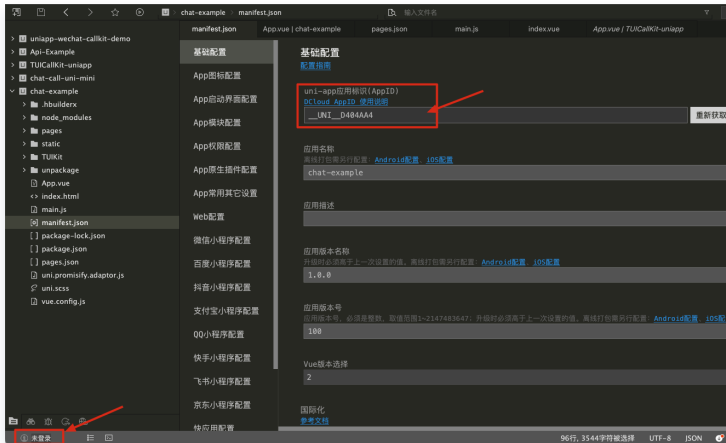 chat-example > manifest.json
输入文件名
manifest.json
App.vue | chat-example
pages.json
main.js
index.vue
App.vue | TUICallKit-uniapp
uniapp-wechat-callkit-demo
Api-Example
TUICallKit-uniapp
chat-call-uni-mini
chat-example
.hbuilderx
node_modules
pages
static
TUIKit
unpackage
App.vue
index.html
main.js
manifest.json
package-lock.json
package.json
pages.json
uni.promisify.adaptor.js
uni.scss
vue.config.js
基础配置
App图标配置
App启动界面配置
App模块配置
App权限配置
App原生插件配置
App常用其它设置
Web配置
微信小程序配置
百度小程序配置
抖音小程序配置
支付宝小程序配置
QQ小程序配置
快手小程序配置
飞书小程序配置
京东小程序配置
快应用配置
基础配置
配置指南
uni-app应用标识(AppID)
DCloud AppID 使用说明
__UNI__D404AA4
重新获取
应用名称
离线打包需另行配置: Android配置, iOS配置
chat-example
应用描述
应用版本名称
升级时必须高于上一次设置的值。离线打包需另行配置: Android配置, iOS配置
1.0.0
应用版本号
应用版本号, 必须是整数, 取值范围1~2147483647; 升级时必须高于上一次设置的值。离线打包需另行配置: Android配置, iOS配
100
Vue版本选择
2
国际化
参考文档
未登录
96行, 3544字符被选择
UTF-8
JSON